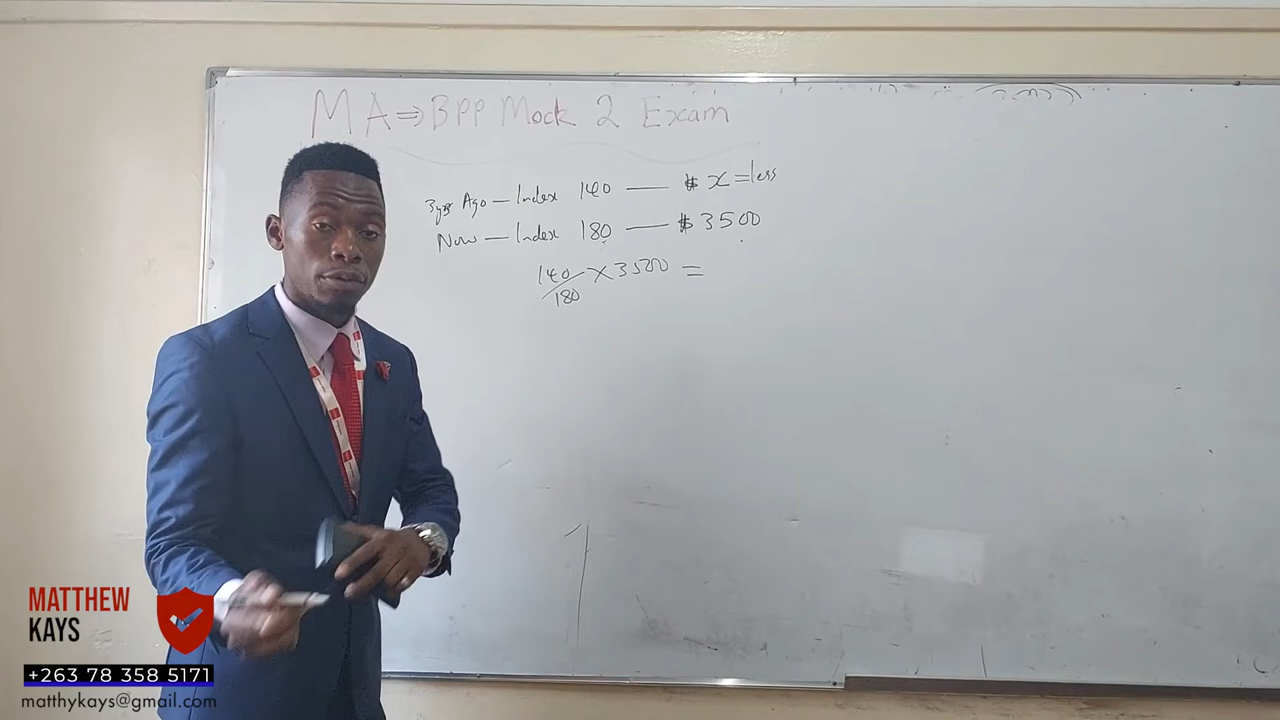 MA⇒BPP Mock 2 Exam
3yrs Ago — Index 140 — $ x = less
Now — Index 180 — $ 3500
140/180 × 3500 =
MATTHEW
KAYS
+263 78 358 5171
matthykays@gmail.com